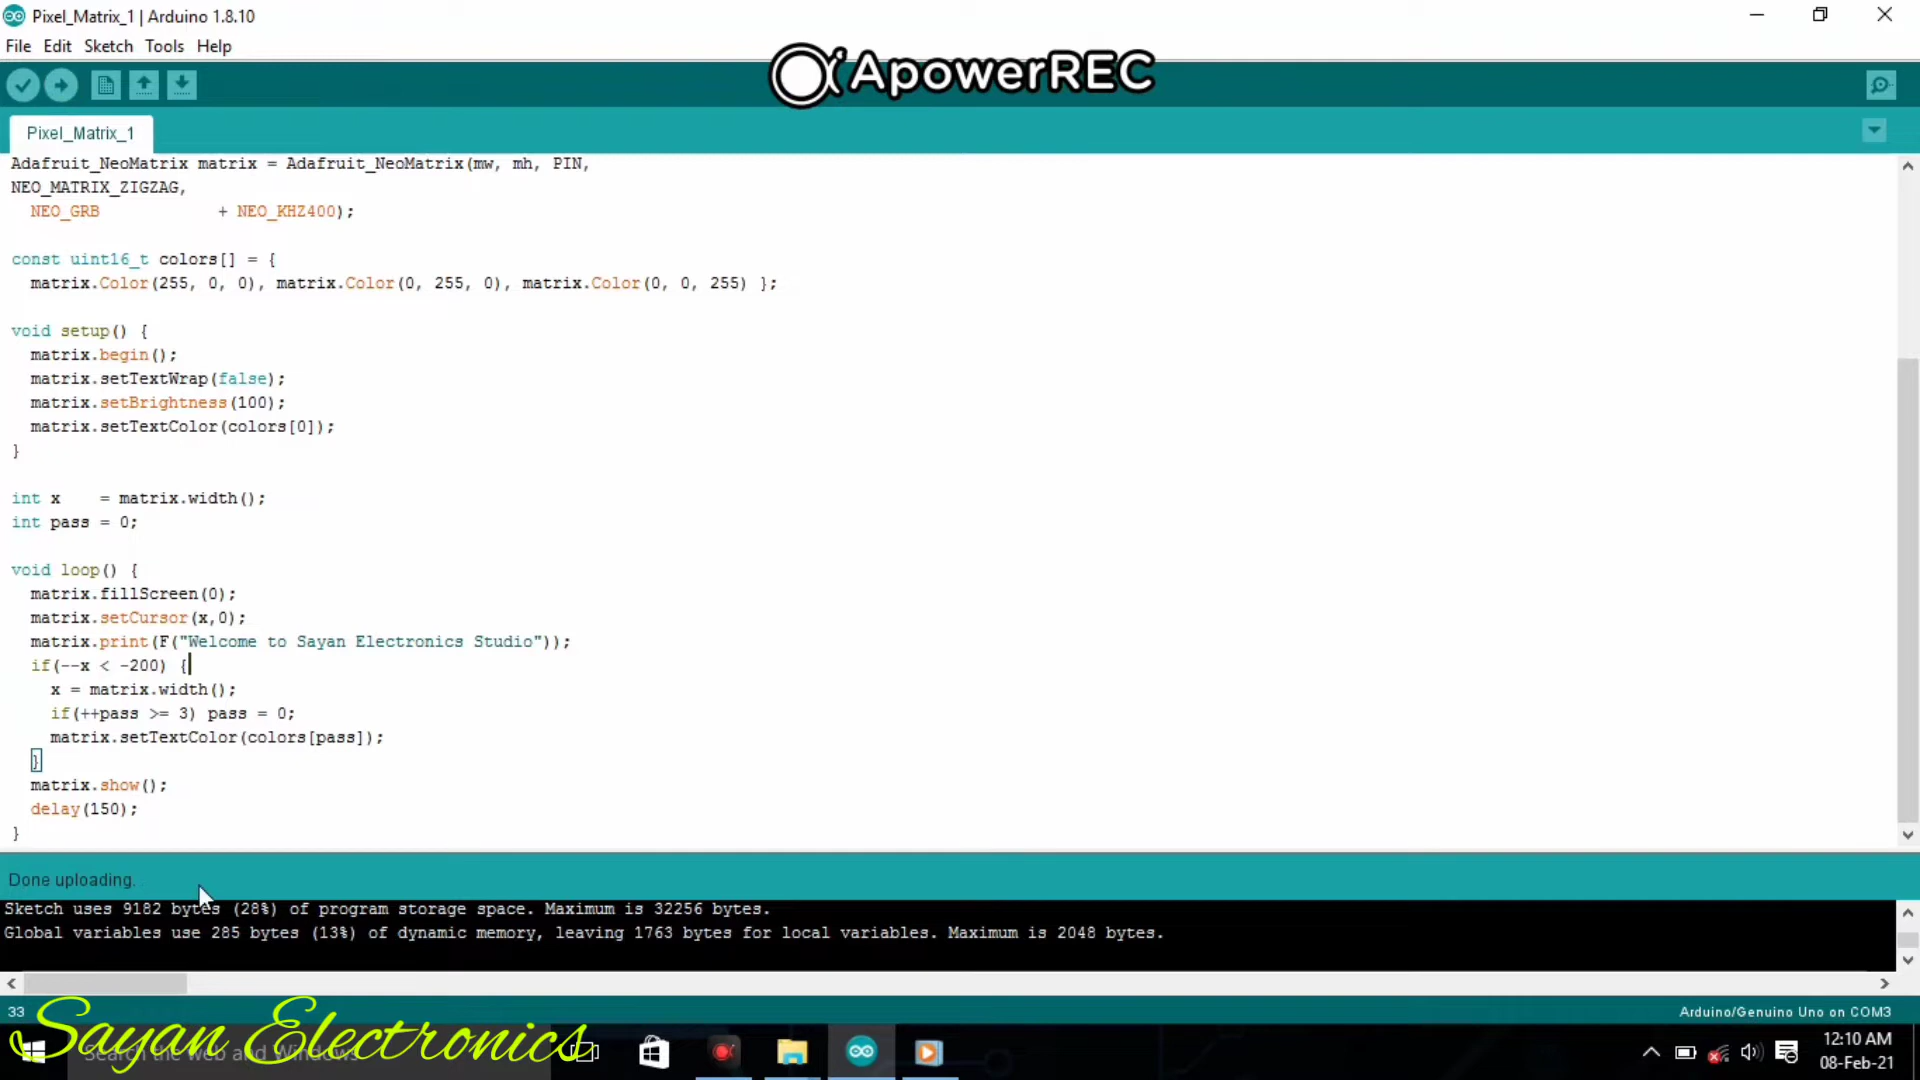 Pixel_Matrix_1 | Arduino 1.8.10
File Edit Sketch Tools Help
ApowerREC
Pixel_Matrix_1
Adafruit_NeoMatrix matrix = Adafruit_NeoMatrix(mw, mh, PIN,
NEO_MATRIX_ZIGZAG,
NEO_GRB + NEO_KHZ400);
const uint16_t colors[] = {
matrix.Color(255, 0, 0), matrix.Color(0, 255, 0), matrix.Color(0, 0, 255) };
void setup() {
matrix.begin();
matrix.setTextWrap(false);
matrix.setBrightness(100);
matrix.setTextColor(colors[0]);
}
int x = matrix.width();
int pass = 0;
void loop() {
matrix.fillScreen(0);
matrix.setCursor(x,0);
matrix.print(F("Welcome to Sayan Electronics Studio"));
if(--x < -200) {
x = matrix.width();
if(++pass >= 3) pass = 0;
matrix.setTextColor(colors[pass]);
}
matrix.show();
delay(150);
}
Done uploading.
Sketch uses 9182 bytes (28%) of program storage space. Maximum is 32256 bytes.
Global variables use 285 bytes (13%) of dynamic memory, leaving 1763 bytes for local variables. Maximum is 2048 bytes.
33
Arduino/Genuino Uno on COM3
Sayan Electronics
Search the web and Windows
12:10 AM
08-Feb-21